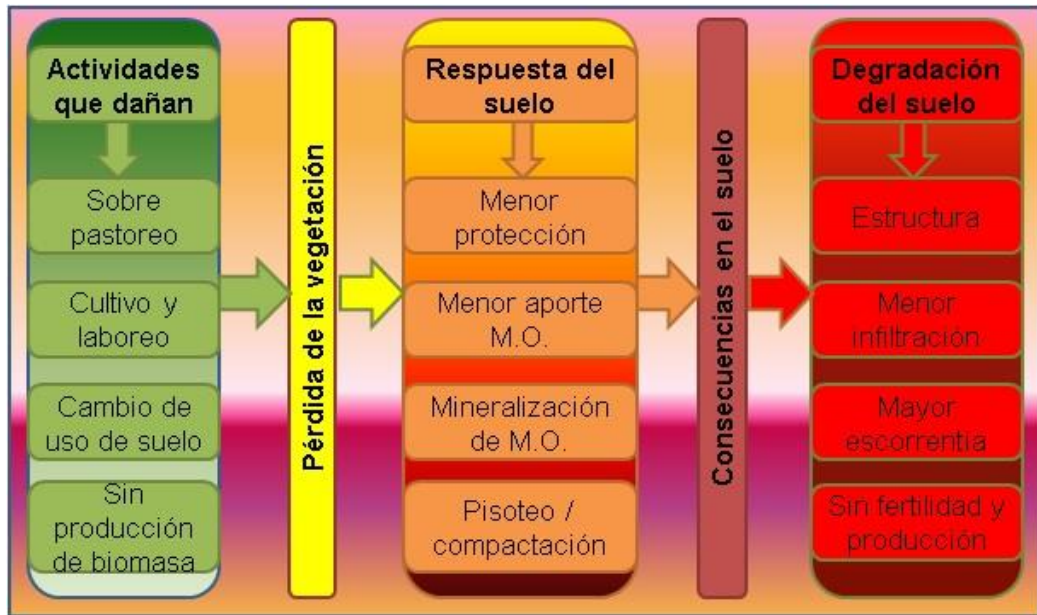 Actividades
que dañan
Sobre
pastoreo
Cultivo y
laboreo
Cambio de
uso de suelo
Sin
producción
de biomasa
Pérdida de la vegetación
Respuesta del
suelo
Menor
protección
Menor aporte
M.O.
Mineralización
de M.O.
Pisoteo /
compactación
Consecuencias en el suelo
Degradación
del suelo
Estructura
Menor
infiltración
Mayor
escorrentia
Sin fertilidad y
producción